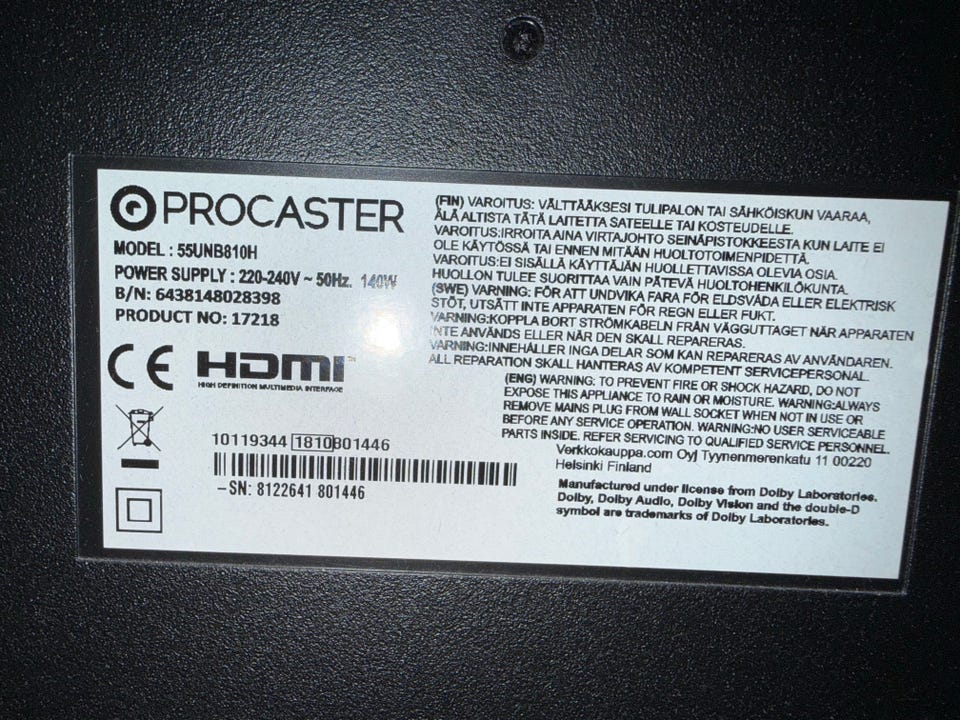 PROCASTER
MODEL : 55UNB810H
POWER SUPPLY : 220-240V ~ 50Hz. 140W
B/N: 6438148028398
PRODUCT NO: 17218
CE HDMI™
HIGH DEFINITION MULTIMEDIA INTERFACE
10119344 1810B01446
-SN: 8122641 801446
(FIN) VAROITUS: VÄLTTÄÄKSESI TULIPALON TAI SÄHKÖISKUN VAARAA,
ÄLÄ ALTISTA TÄTÄ LAITETTA SATEELLE TAI KOSTEUDELLE.
VAROITUS:IRROITA AINA VIRTAJOHTO SEINÄPISTOKKEESTA KUN LAITE EI
OLE KÄYTÖSSÄ TAI ENNEN MITÄÄN HUOLTOTOIMENPIDETTÄ.
VAROITUS:EI SISÄLLÄ KÄYTTÄJÄN HUOLLETTAVISSA OLEVIA OSIA.
HUOLLON TULEE SUORITTAA VAIN PÄTEVÄ HUOLTOHENKILÖKUNTA.
(SWE) VARNING: FÖR ATT UNDVIKA FARA FÖR ELDSVÅDA ELLER ELEKTRISK
STÖT, UTSÄTT INTE APPARATEN FÖR REGN ELLER FUKT.
VARNING:KOPPLA BORT STRÖMKABELN FRÅN VÄGGUTTAGET NÄR APPARATEN
INTE ANVÄNDS ELLER NÄR DEN SKALL REPARERAS.
VARNING:INNEHÅLLER INGA DELAR SOM KAN REPARERAS AV ANVÄNDAREN.
ALL REPARATION SKALL HANTERAS AV KOMPETENT SERVICEPERSONAL.
(ENG) WARNING: TO PREVENT FIRE OR SHOCK HAZARD, DO NOT
EXPOSE THIS APPLIANCE TO RAIN OR MOISTURE. WARNING:ALWAYS
REMOVE MAINS PLUG FROM WALL SOCKET WHEN NOT IN USE OR
BEFORE ANY SERVICE OPERATION. WARNING:NO USER SERVICEABLE
PARTS INSIDE. REFER SERVICING TO QUALIFIED SERVICE PERSONNEL.
Verkkokauppa.com Oyj Tyynenmerenkatu 11 00220
Helsinki Finland
Manufactured under license from Dolby Laboratories.
Dolby, Dolby Audio, Dolby Vision and the double-D
symbol are trademarks of Dolby Laboratories.